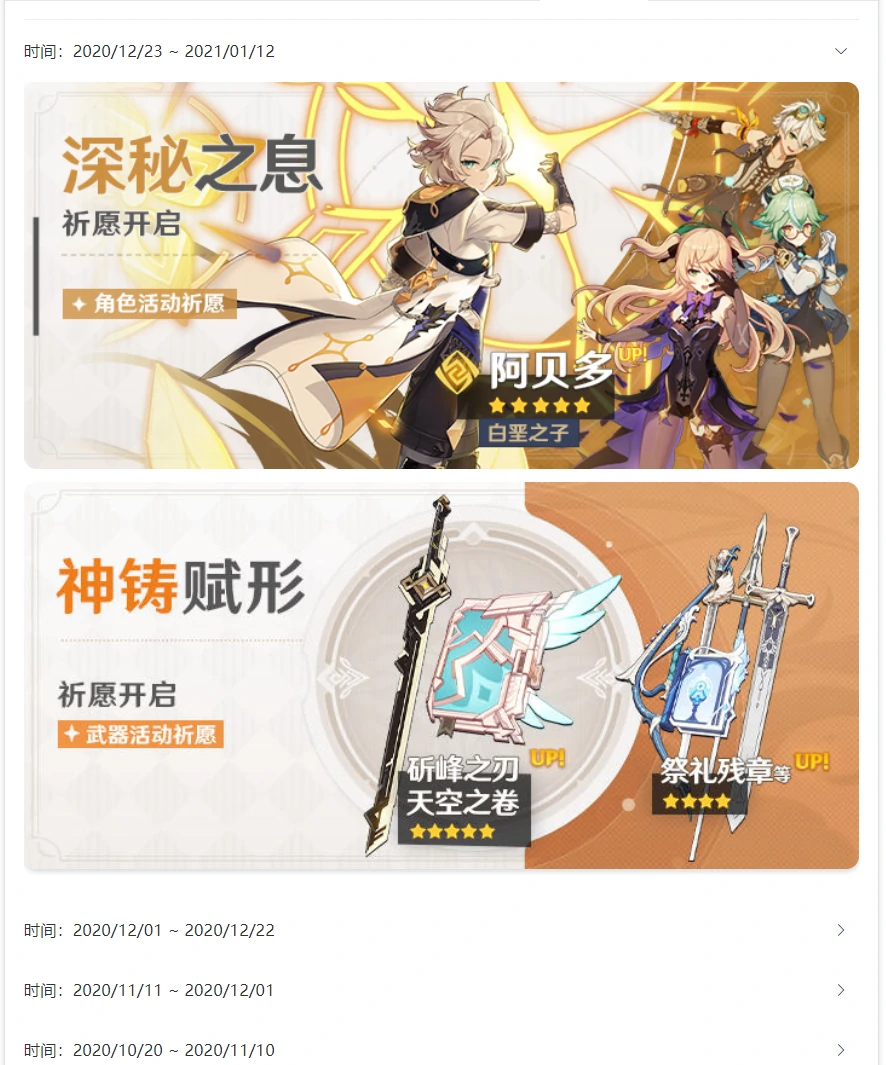 时间：2020/12/23 ~ 2021/01/12
深秘之息
祈愿开启
角色活动祈愿
阿贝多 UP!
白垩之子
神铸赋形
祈愿开启
武器活动祈愿
斫峰之刃 UP!
天空之卷
祭礼残章等 UP!
时间：2020/12/01 ~ 2020/12/22
时间：2020/11/11 ~ 2020/12/01
时间：2020/10/20 ~ 2020/11/10